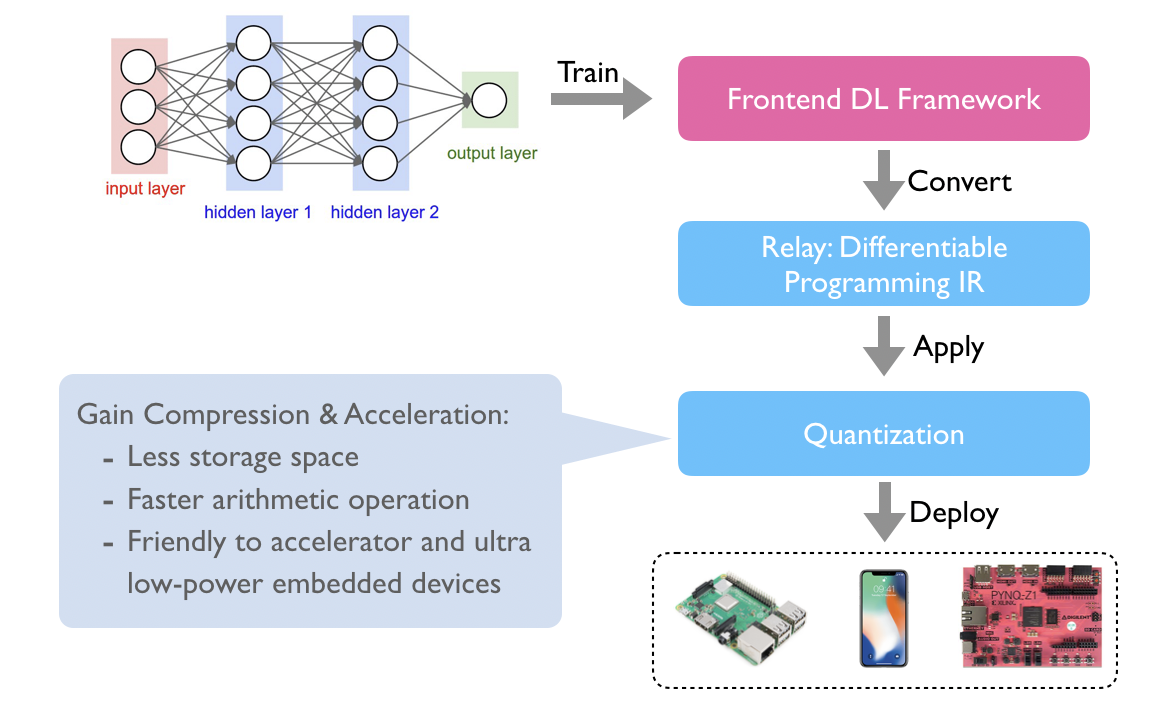 Train
Frontend DL Framework
input layer
hidden layer 1
hidden layer 2
output layer
Convert
Relay: Differentiable
Programming IR
Apply
Gain Compression & Acceleration:
- Less storage space
- Faster arithmetic operation
- Friendly to accelerator and ultra
low-power embedded devices
Quantization
Deploy
09:41
PYNQ-Z1
XILINX
DIGILENT